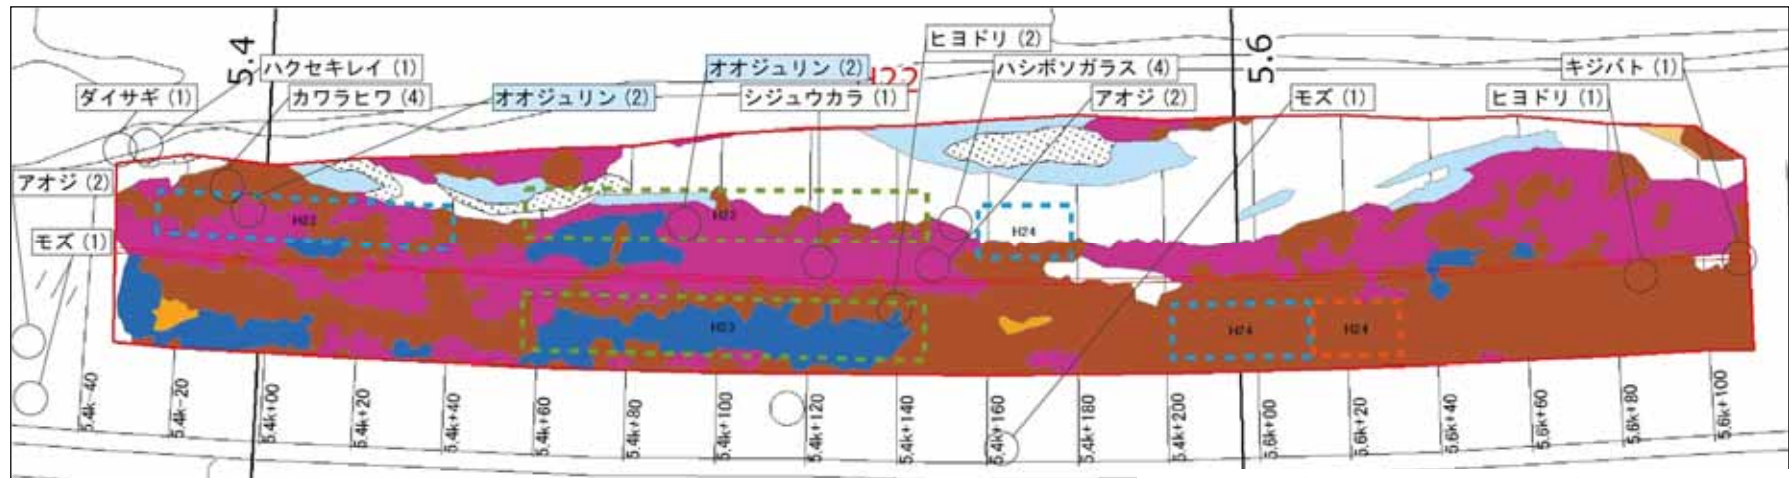 ヒヨドリ (2)
5.4
5.6
ハクセキレイ (1)
オオジュリン (2)
ハシボソガラス (4)
キジバト (1)
H22
ダイサギ (1)
カワラヒワ (4)
オオジュリン (2)
シジュウカラ (1)
アオジ (2)
モズ (1)
ヒヨドリ (1)
アオジ (2)
モズ (1)
H22
H23
H24
H23
H24
H24
5.4k-40
5.4k-20
5.4k+00
5.4k+20
5.4k+40
5.4k+60
5.4k+80
5.4k+100
5.4k+120
5.4k+140
5.4k+160
5.4k+180
5.4k+200
5.6k+00
5.6k+20
5.6k+40
5.6k+60
5.6k+80
5.6k+100